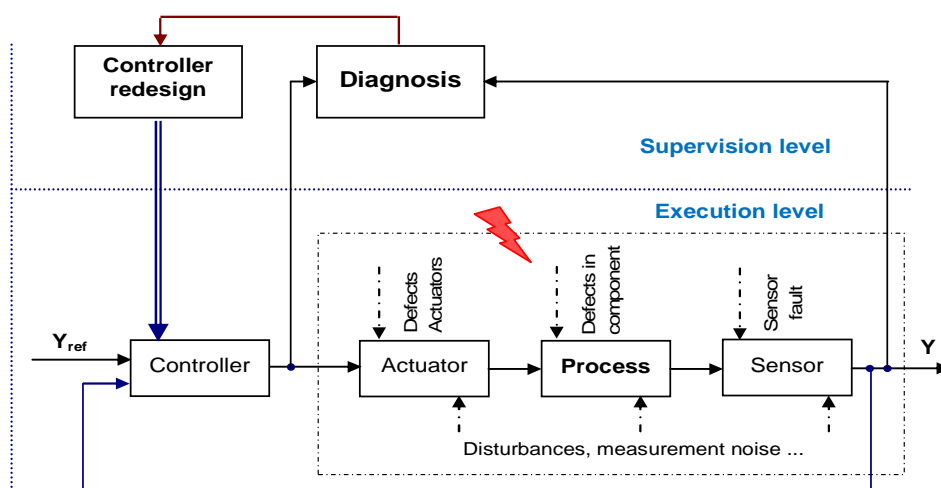 Controller
redesign
Diagnosis
Supervision level
Execution level
Defects
Actuators
Defects in
component
Sensor
fault
Yref
Controller
Actuator
Process
Sensor
Y
Disturbances, measurement noise ...